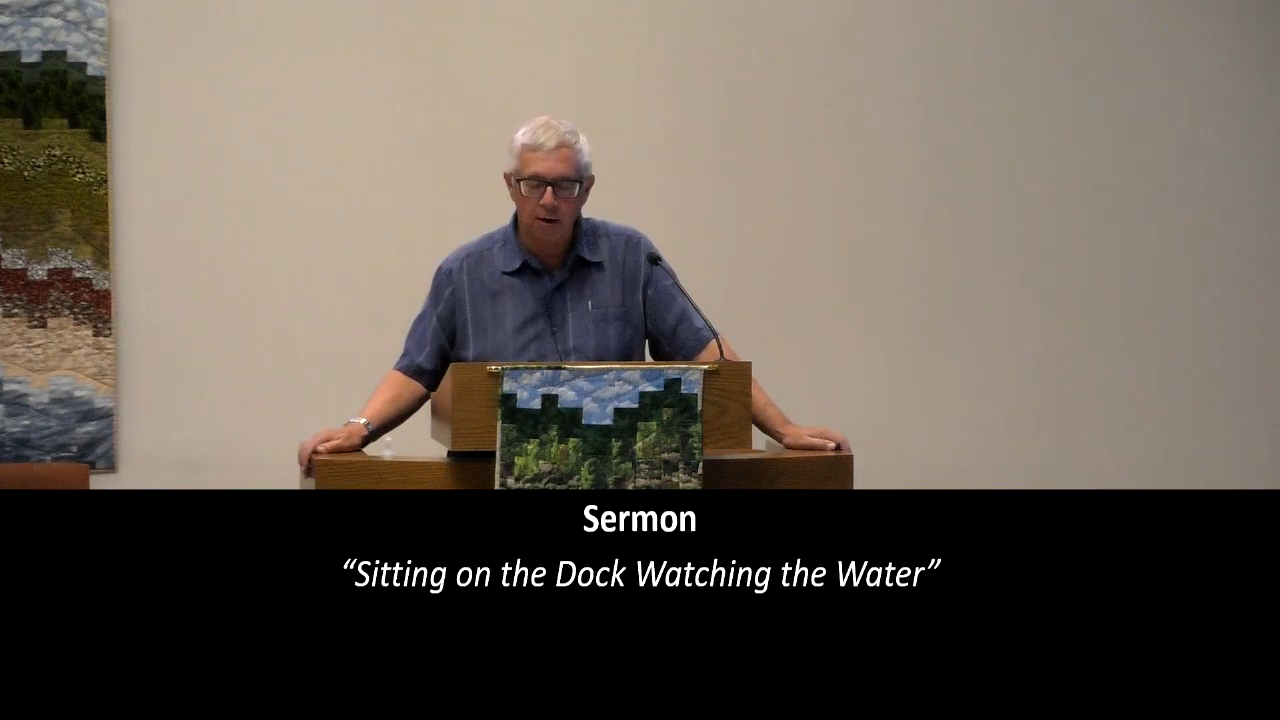 Sermon
“Sitting on the Dock Watching the Water”